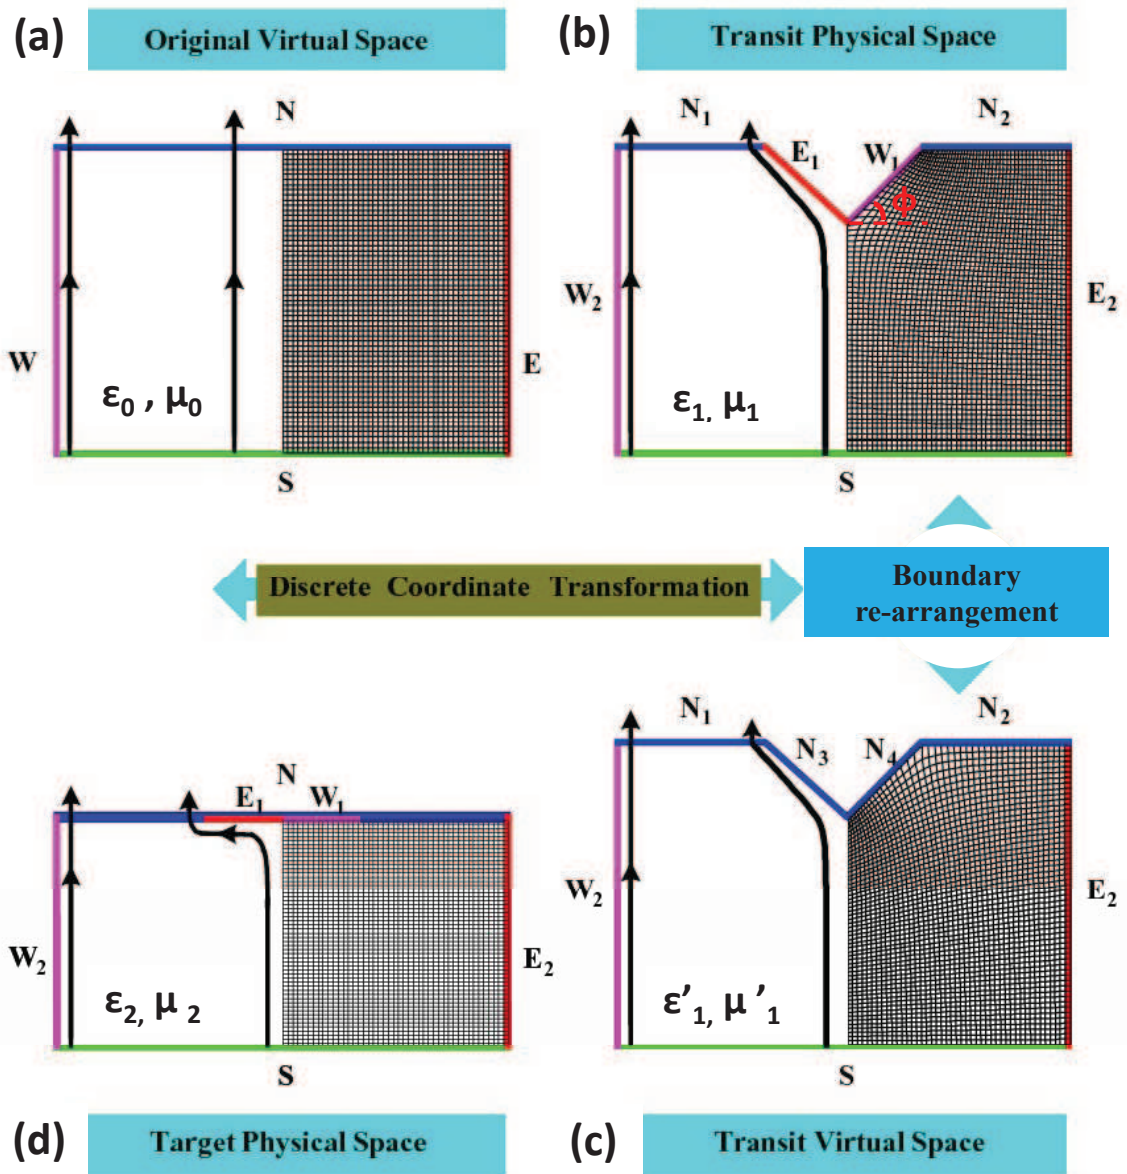 (a)
Original Virtual Space
(b)
Transit Physical Space
N
W
E
ε0 , μ0
S
N1
N2
E1
W1
ϕ
W2
E2
ε1, μ1
S
Discrete Coordinate Transformation
Boundary
re-arrangement
N
E1
W1
W2
E2
ε2, μ 2
S
N1
N2
N3
N4
W2
E2
ε’1, μ ’1
S
(d)
Target Physical Space
(c)
Transit Virtual Space